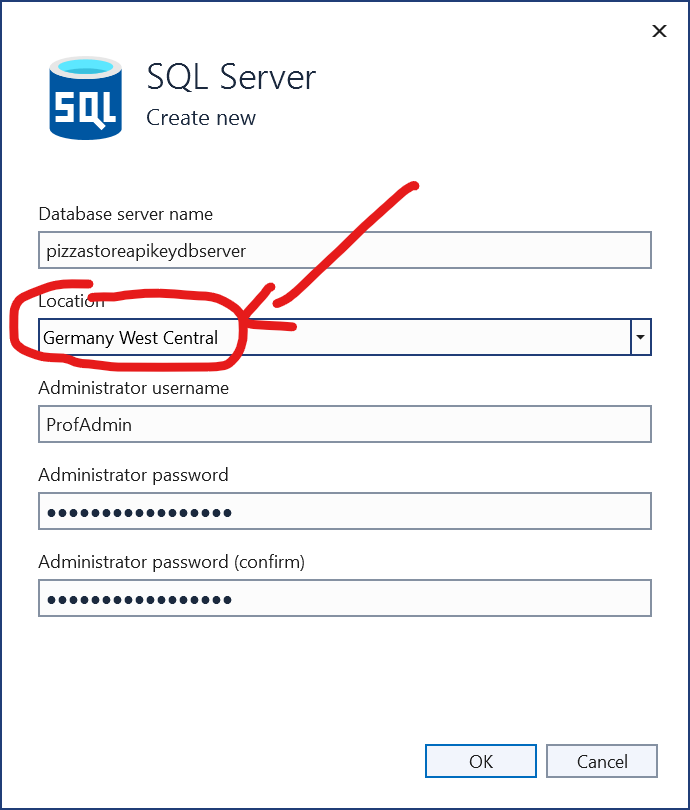 SQL
SQL Server
Create new
Database server name
pizzastoreapikeydbserver
Location
Germany West Central
Administrator username
ProfAdmin
Administrator password
●●●●●●●●●●●●●●●●●
Administrator password (confirm)
●●●●●●●●●●●●●●●●●
OK
Cancel